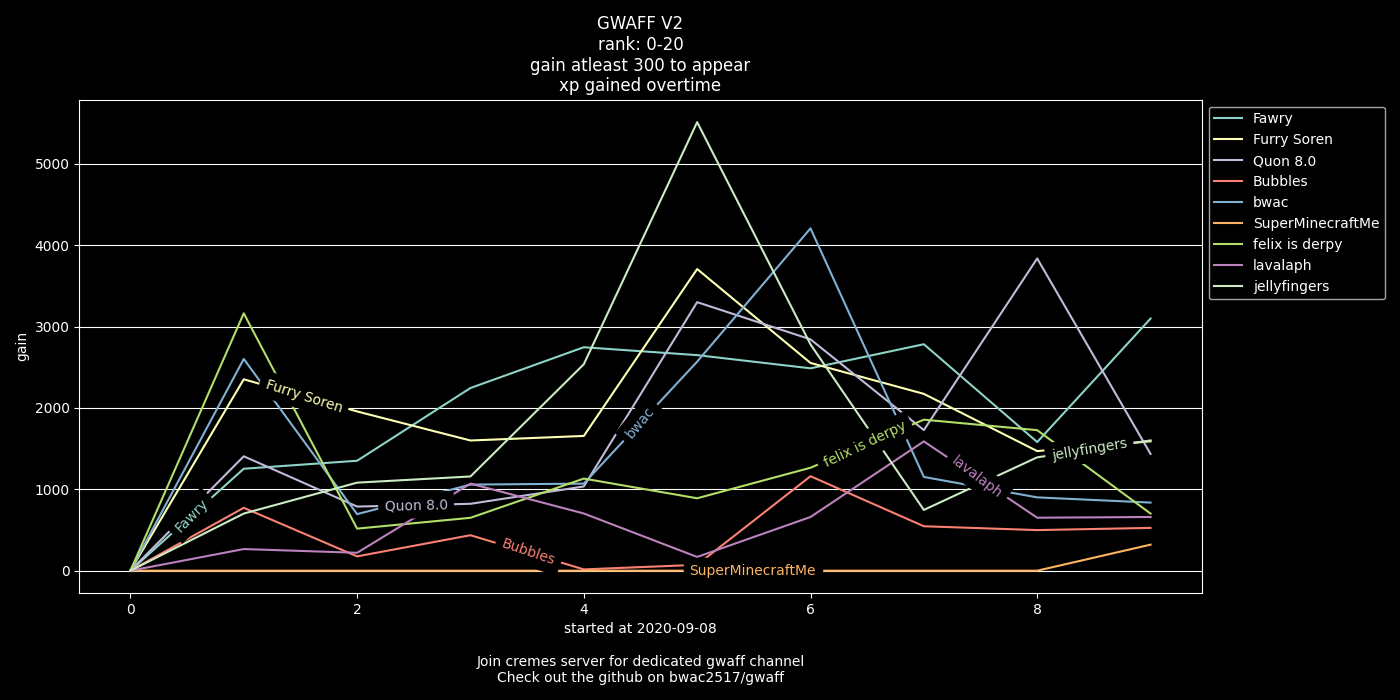 GWAFF V2
rank: 0-20
gain atleast 300 to appear
xp gained overtime
gain
5000
4000
3000
2000
1000
0
0
2
4
6
8
Fawry
Furry Soren
Quon 8.0
Bubbles
bwac
SuperMinecraftMe
felix is derpy
lavalaph
jellyfingers
started at 2020-09-08
Join cremes server for dedicated gwaff channel
Check out the github on bwac2517/gwaff
Fawry
Furry Soren
Quon 8.0
Bubbles
bwac
SuperMinecraftMe
felix is derpy
lavalaph
jellyfingers